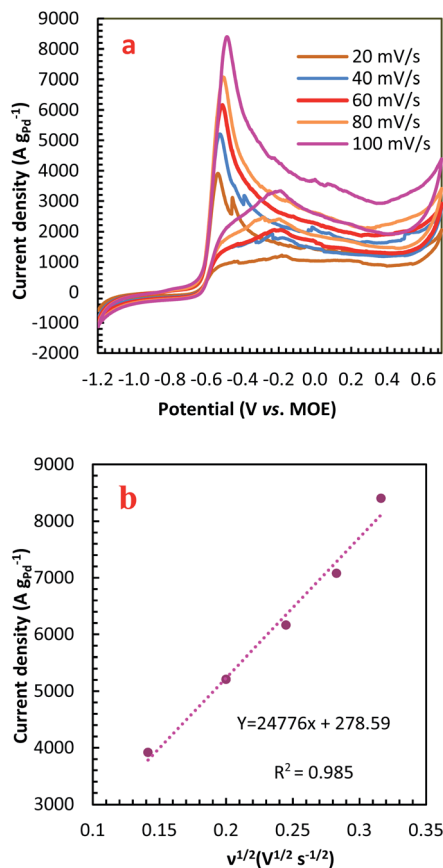 a
9000
8000
7000
6000
5000
4000
3000
2000
1000
0
-1000
-2000
Current density (A g_Pd^-1)
20 mV/s
40 mV/s
60 mV/s
80 mV/s
100 mV/s
-1.2 -1.0 -0.8 -0.6 -0.4 -0.2 0.0 0.2 0.4 0.6
Potential (V vs. MOE)
b
9000
8000
7000
6000
5000
4000
3000
Current density (A g_Pd^-1)
Y=24776x + 278.59
R² = 0.985
0.1 0.15 0.2 0.25 0.3 0.35
v^1/2(V^1/2 s^-1/2)